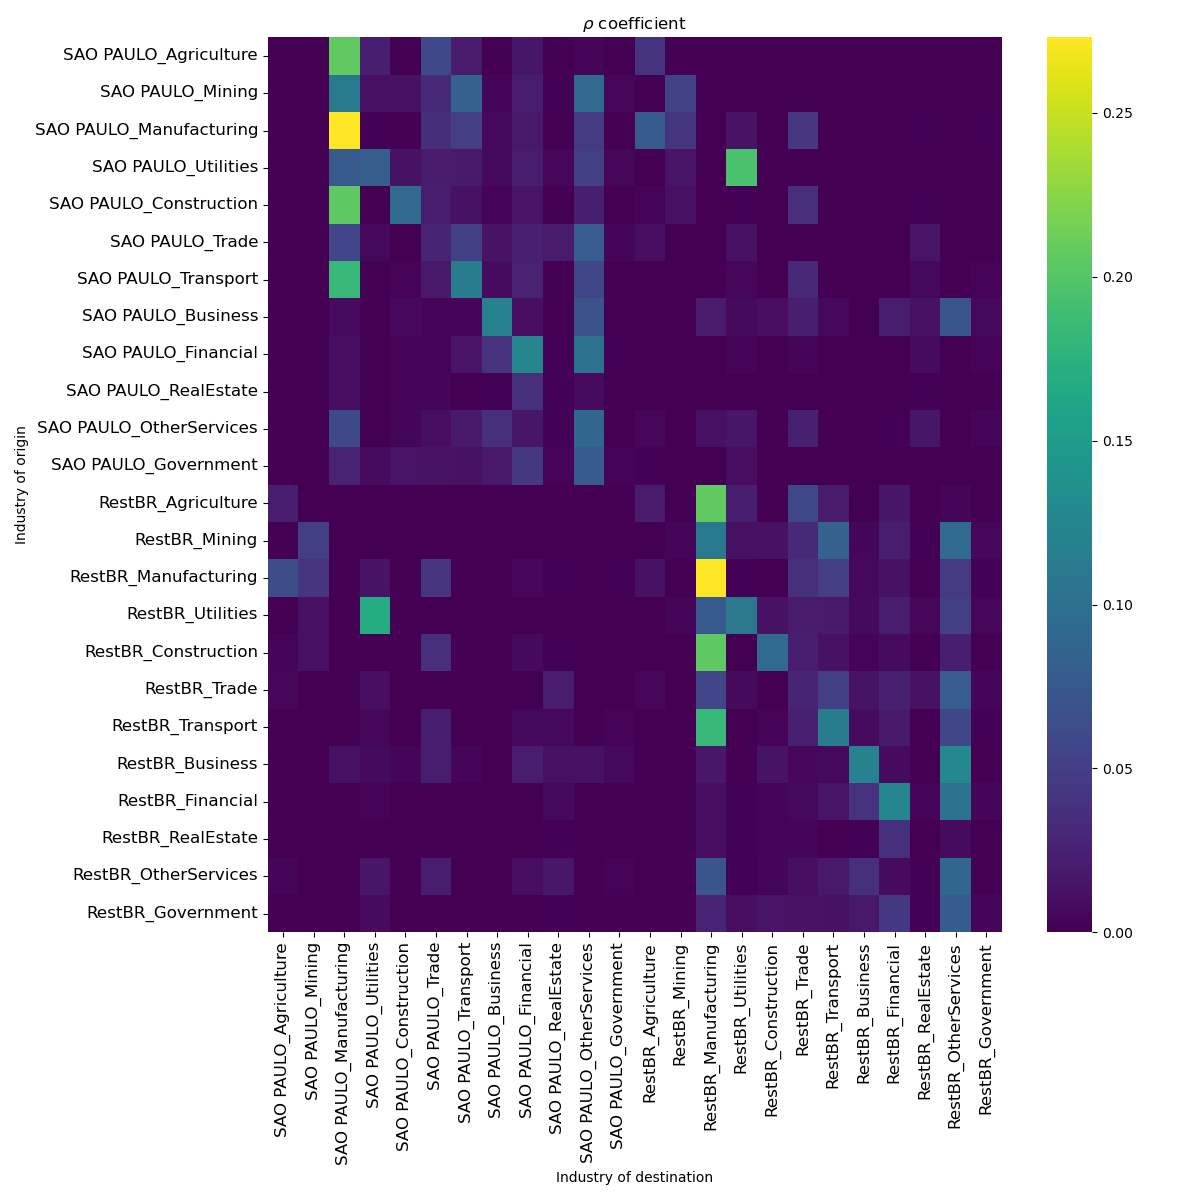 ρ coefficient
SAO PAULO_Agriculture
SAO PAULO_Mining
SAO PAULO_Manufacturing
SAO PAULO_Utilities
SAO PAULO_Construction
SAO PAULO_Trade
SAO PAULO_Transport
SAO PAULO_Business
SAO PAULO_Financial
SAO PAULO_RealEstate
SAO PAULO_OtherServices
SAO PAULO_Government
RestBR_Agriculture
RestBR_Mining
RestBR_Manufacturing
RestBR_Utilities
RestBR_Construction
RestBR_Trade
RestBR_Transport
RestBR_Business
RestBR_Financial
RestBR_RealEstate
RestBR_OtherServices
RestBR_Government
Industry of origin
SAO PAULO_Agriculture
SAO PAULO_Mining
SAO PAULO_Manufacturing
SAO PAULO_Utilities
SAO PAULO_Construction
SAO PAULO_Trade
SAO PAULO_Transport
SAO PAULO_Business
SAO PAULO_Financial
SAO PAULO_RealEstate
SAO PAULO_OtherServices
SAO PAULO_Government
RestBR_Agriculture
RestBR_Mining
RestBR_Manufacturing
RestBR_Utilities
RestBR_Construction
RestBR_Trade
RestBR_Transport
RestBR_Business
RestBR_Financial
RestBR_RealEstate
RestBR_OtherServices
RestBR_Government
Industry of destination
0.25
0.20
0.15
0.10
0.05
0.00